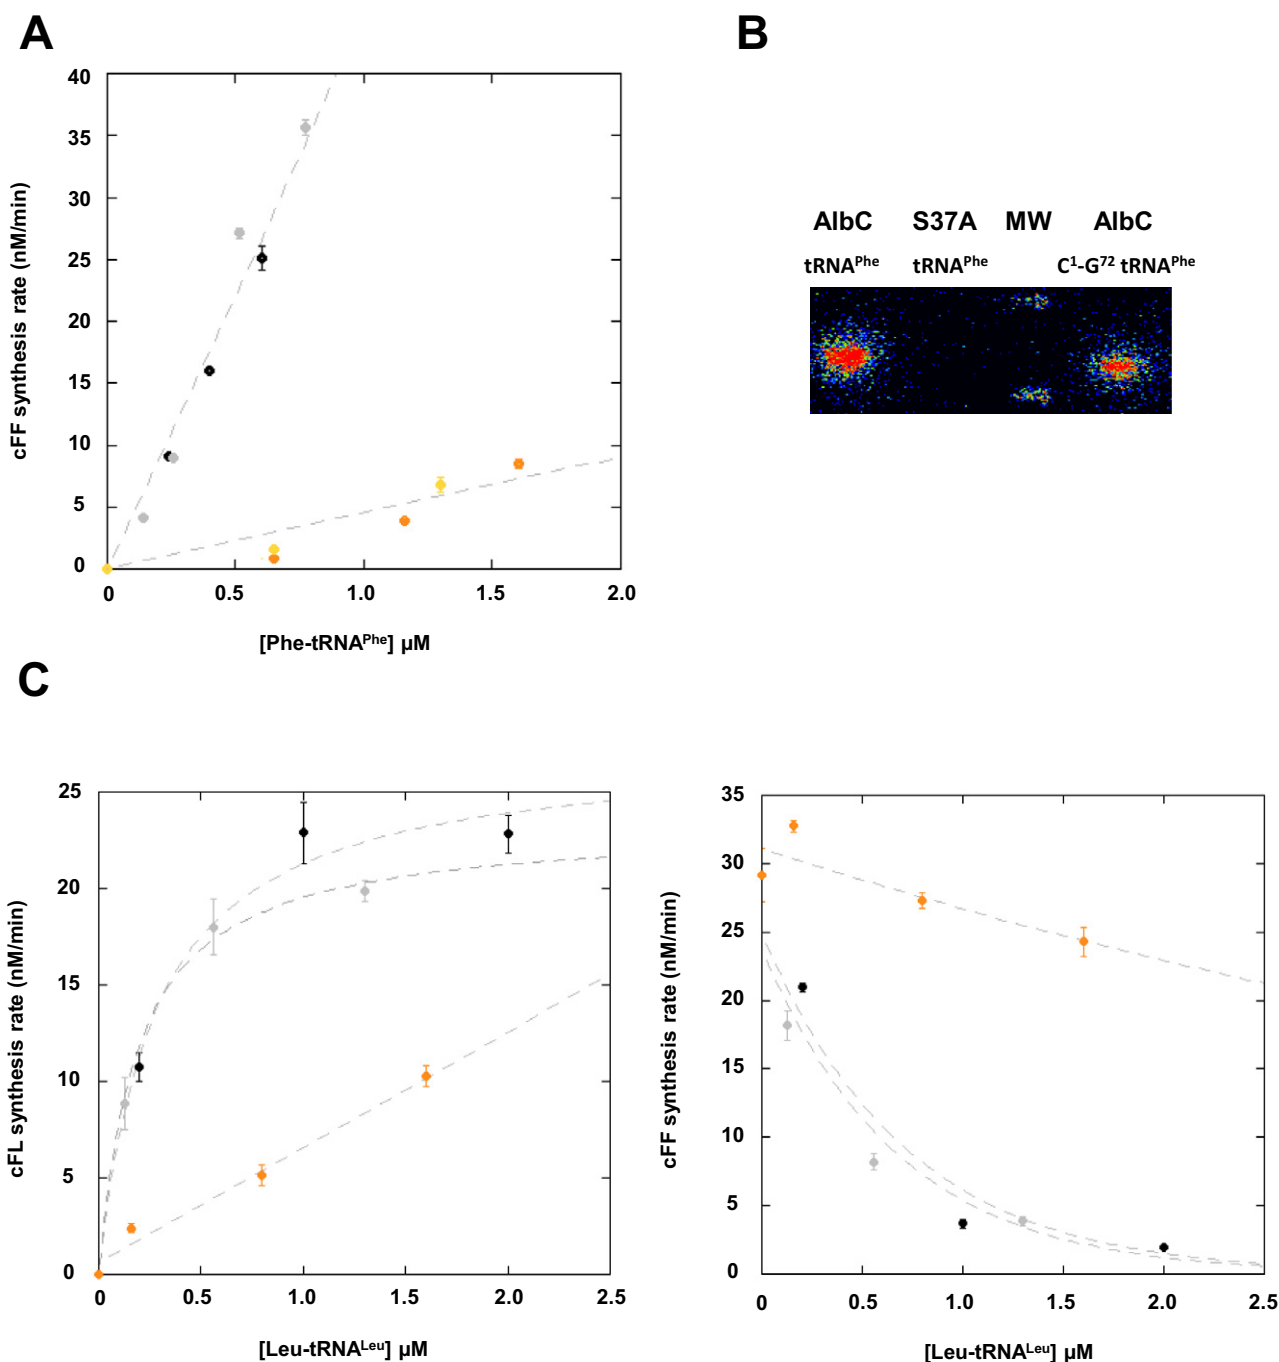 A
B
40
35
30
25
20
15
10
5
0
cFF synthesis rate (nM/min)
0 0.5 1.0 1.5 2.0
[Phe-tRNAPhe] µM
AlbC S37A MW AlbC
tRNAPhe tRNAPhe C1-G72 tRNAPhe
C
25
20
15
10
5
0
cFL synthesis rate (nM/min)
0 0.5 1.0 1.5 2.0 2.5
[Leu-tRNALeu] µM
35
30
25
20
15
10
5
0
cFF synthesis rate (nM/min)
0 0.5 1.0 1.5 2.0 2.5
[Leu-tRNALeu] µM